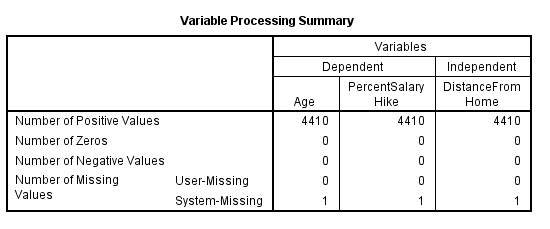 Variable Processing Summary
Variables
Dependent Independent
Age PercentSalary Hike DistanceFrom Home
Number of Positive Values 4410 4410 4410
Number of Zeros 0 0 0
Number of Negative Values 0 0 0
Number of Missing Values User-Missing 0 0 0
System-Missing 1 1 1